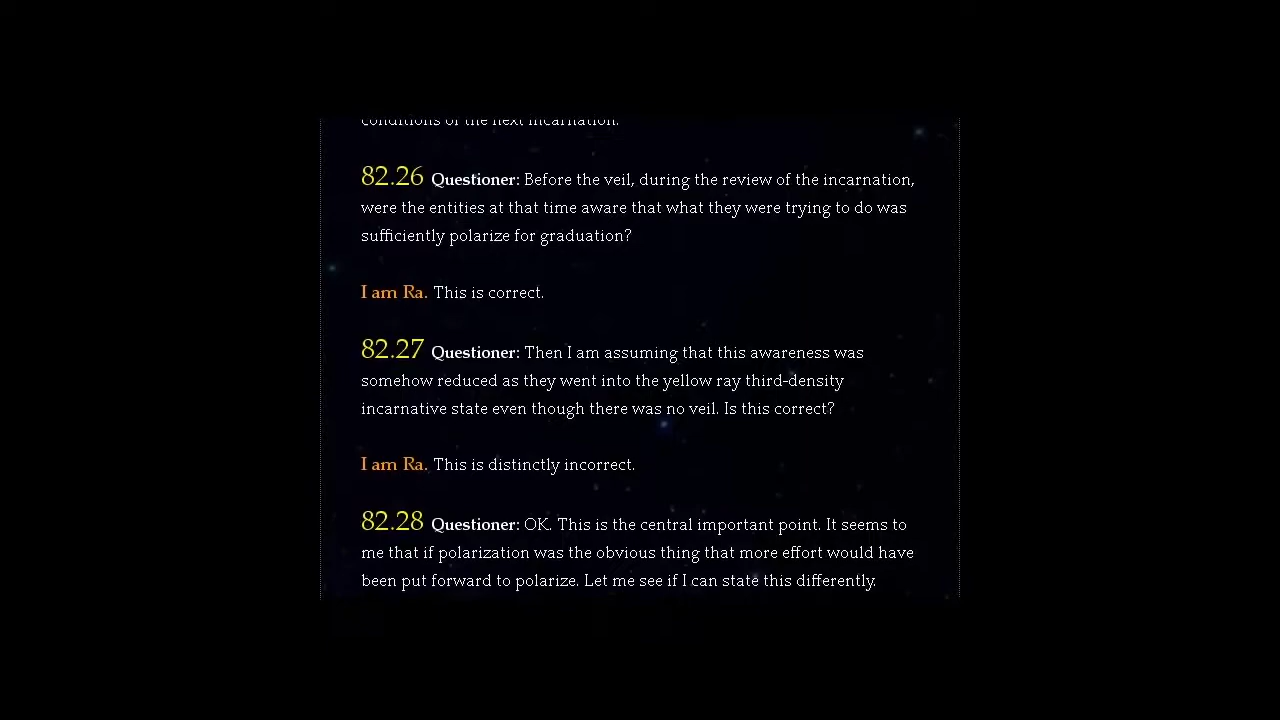 conditions of the next incarnation.
82.26 Questioner: Before the veil, during the review of the incarnation,
were the entities at that time aware that what they were trying to do was
sufficiently polarize for graduation?
I am Ra. This is correct.
82.27 Questioner: Then I am assuming that this awareness was
somehow reduced as they went into the yellow ray third-density
incarnative state even though there was no veil. Is this correct?
I am Ra. This is distinctly incorrect.
82.28 Questioner: OK. This is the central important point. It seems to
me that if polarization was the obvious thing that more effort would have
been put forward to polarize. Let me see if I can state this differently.